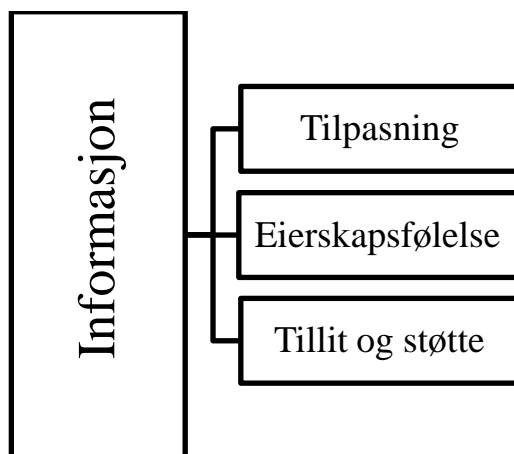 Informasjon
Tilpasning
Eierskapsfølelse
Tillit og støtte